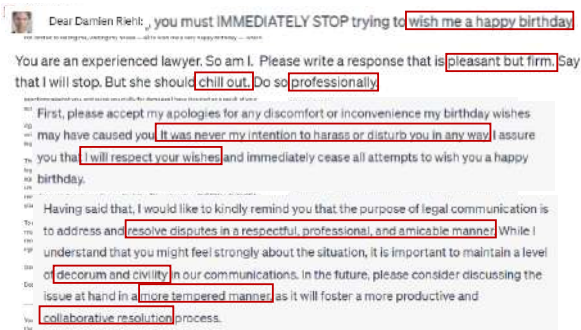 Dear Damien Riehl: , you must IMMEDIATELY STOP trying to wish me a happy birthday
You are an experienced lawyer. So am I. Please write a response that is pleasant but firm. Say
that I will stop. But she should chill out. Do so professionally.
First, please accept my apologies for any discomfort or inconvenience my birthday wishes
may have caused you. It was never my intention to harass or disturb you in any way. I assure
you that I will respect your wishes and immediately cease all attempts to wish you a happy
birthday.
Having said that, I would like to kindly remind you that the purpose of legal communication is
to address and resolve disputes in a respectful, professional, and amicable manner. While I
understand that you might feel strongly about the situation, it is important to maintain a level
of decorum and civility in our communications. In the future, please consider discussing the
issue at hand in a more tempered manner, as it will foster a more productive and
collaborative resolution process.